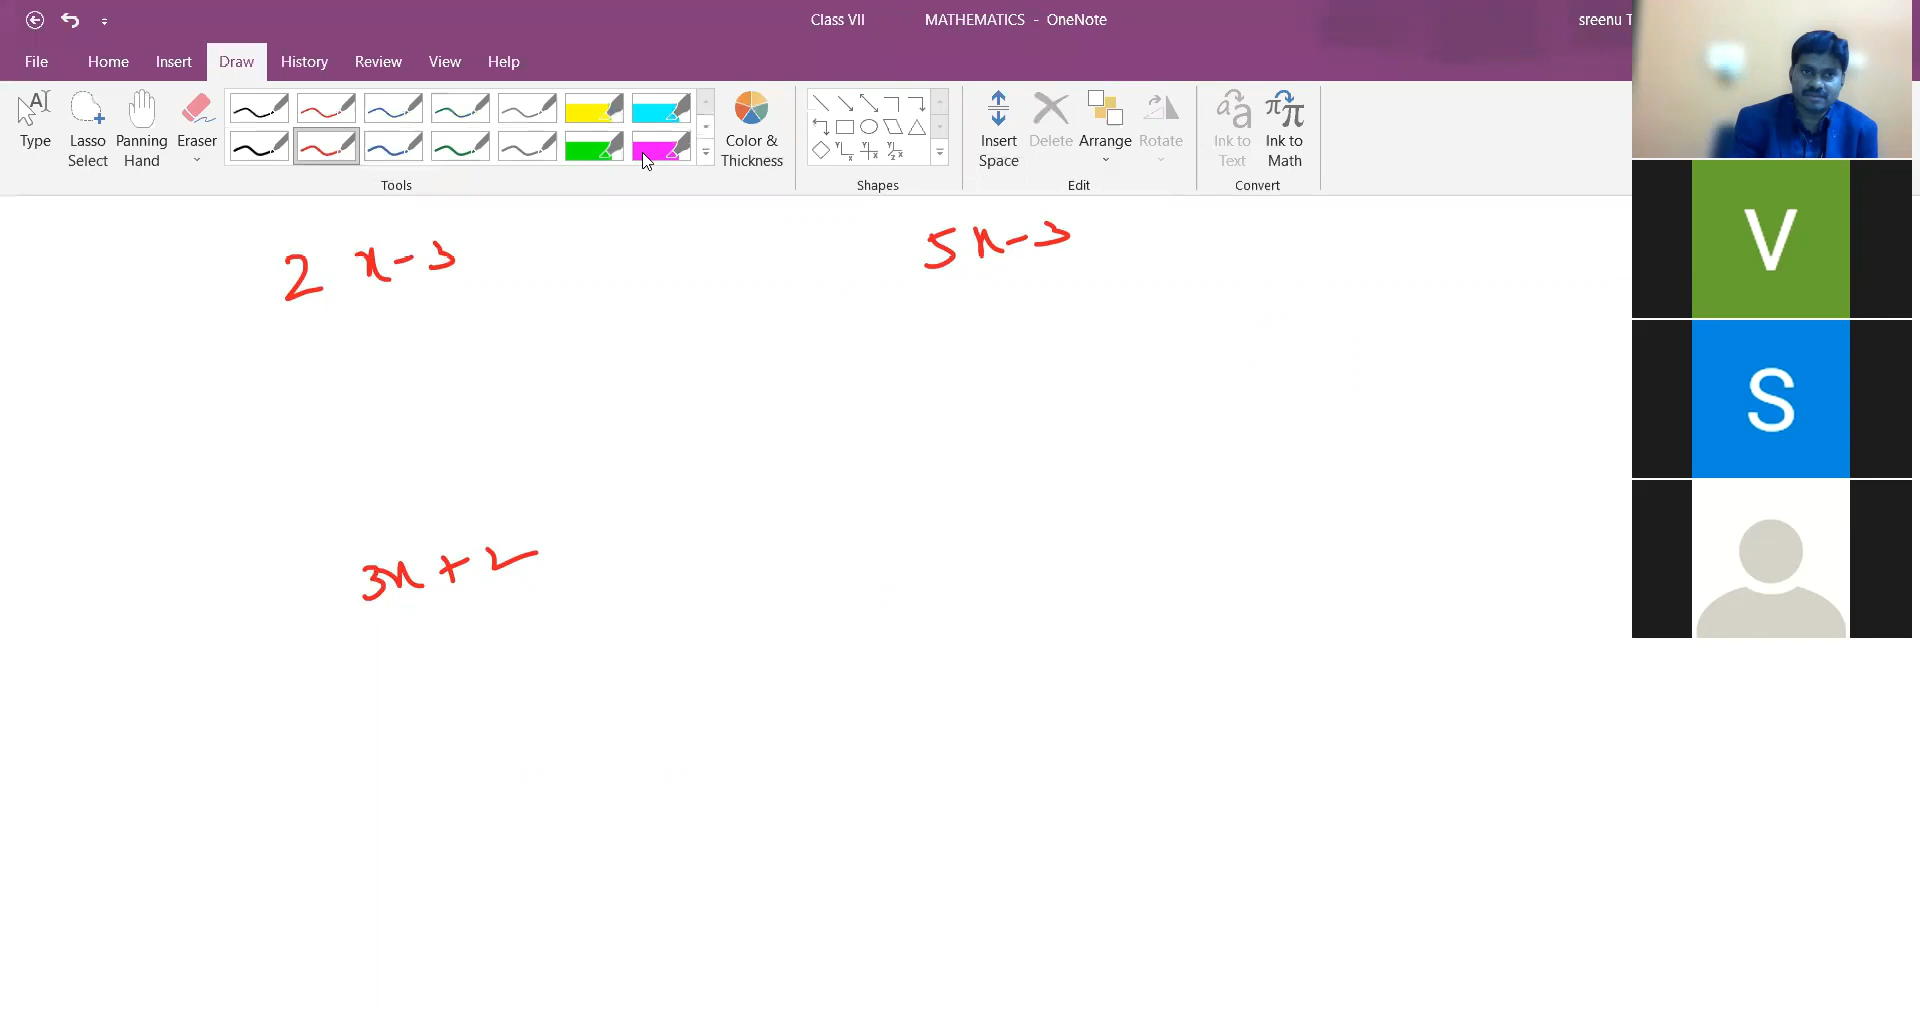 Class VII MATHEMATICS - OneNote sreenu T
File Home Insert Draw History Review View Help
Type Lasso Select Panning Hand Eraser Color & Thickness Insert Space Delete Arrange Rotate Ink to Text Ink to Math
Tools Shapes Edit Convert
2 x - 3 5x - 3
3x + 2
V
S